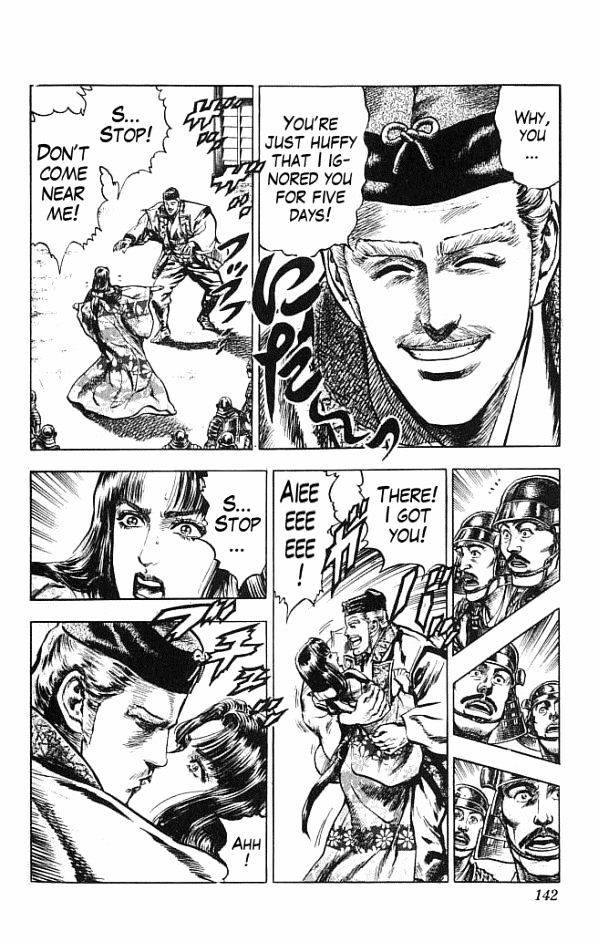 WHY,
YOU
...
YOU'RE
JUST HUFFY
THAT I IG-
NORED YOU
FOR FIVE
DAYS!
S...
STOP!
DON'T
COME
NEAR
ME!
...
THERE!
I GOT
YOU!
AIEE
EEE
EEE
!
S...
STOP
...
AHH
!
142